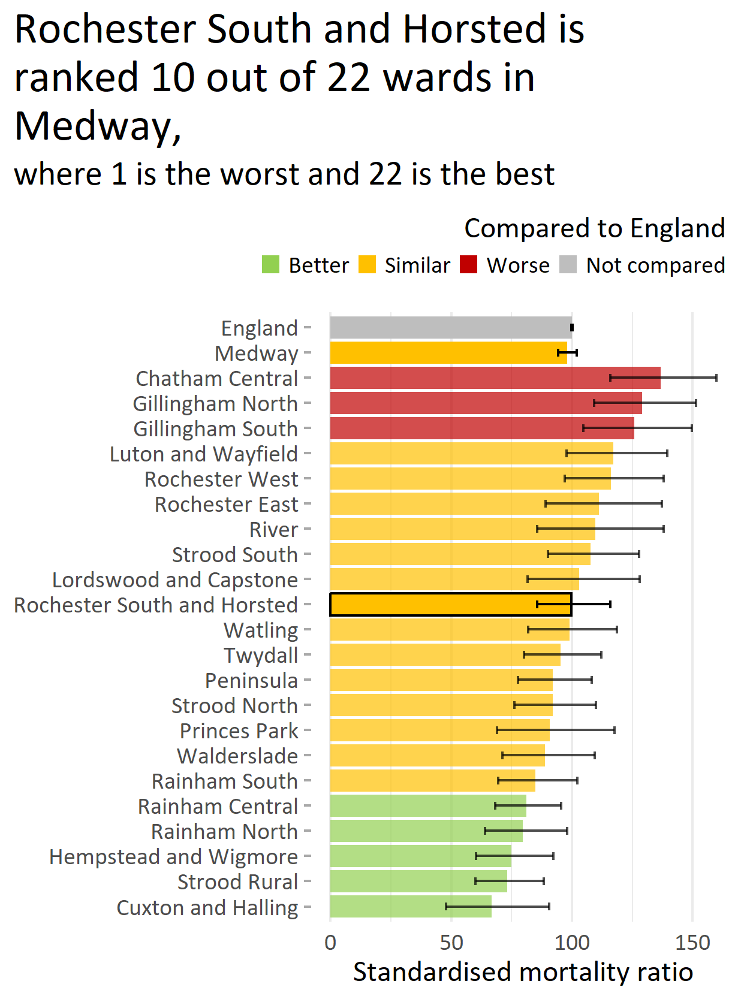 Rochester South and Horsted is
ranked 10 out of 22 wards in
Medway,
where 1 is the worst and 22 is the best
Compared to England
Better Similar Worse Not compared
England
Medway
Chatham Central
Gillingham North
Gillingham South
Luton and Wayfield
Rochester West
Rochester East
River
Strood South
Lordswood and Capstone
Rochester South and Horsted
Watling
Twydall
Peninsula
Strood North
Princes Park
Walderslade
Rainham South
Rainham Central
Rainham North
Hempstead and Wigmore
Strood Rural
Cuxton and Halling
0 50 100 150
Standardised mortality ratio